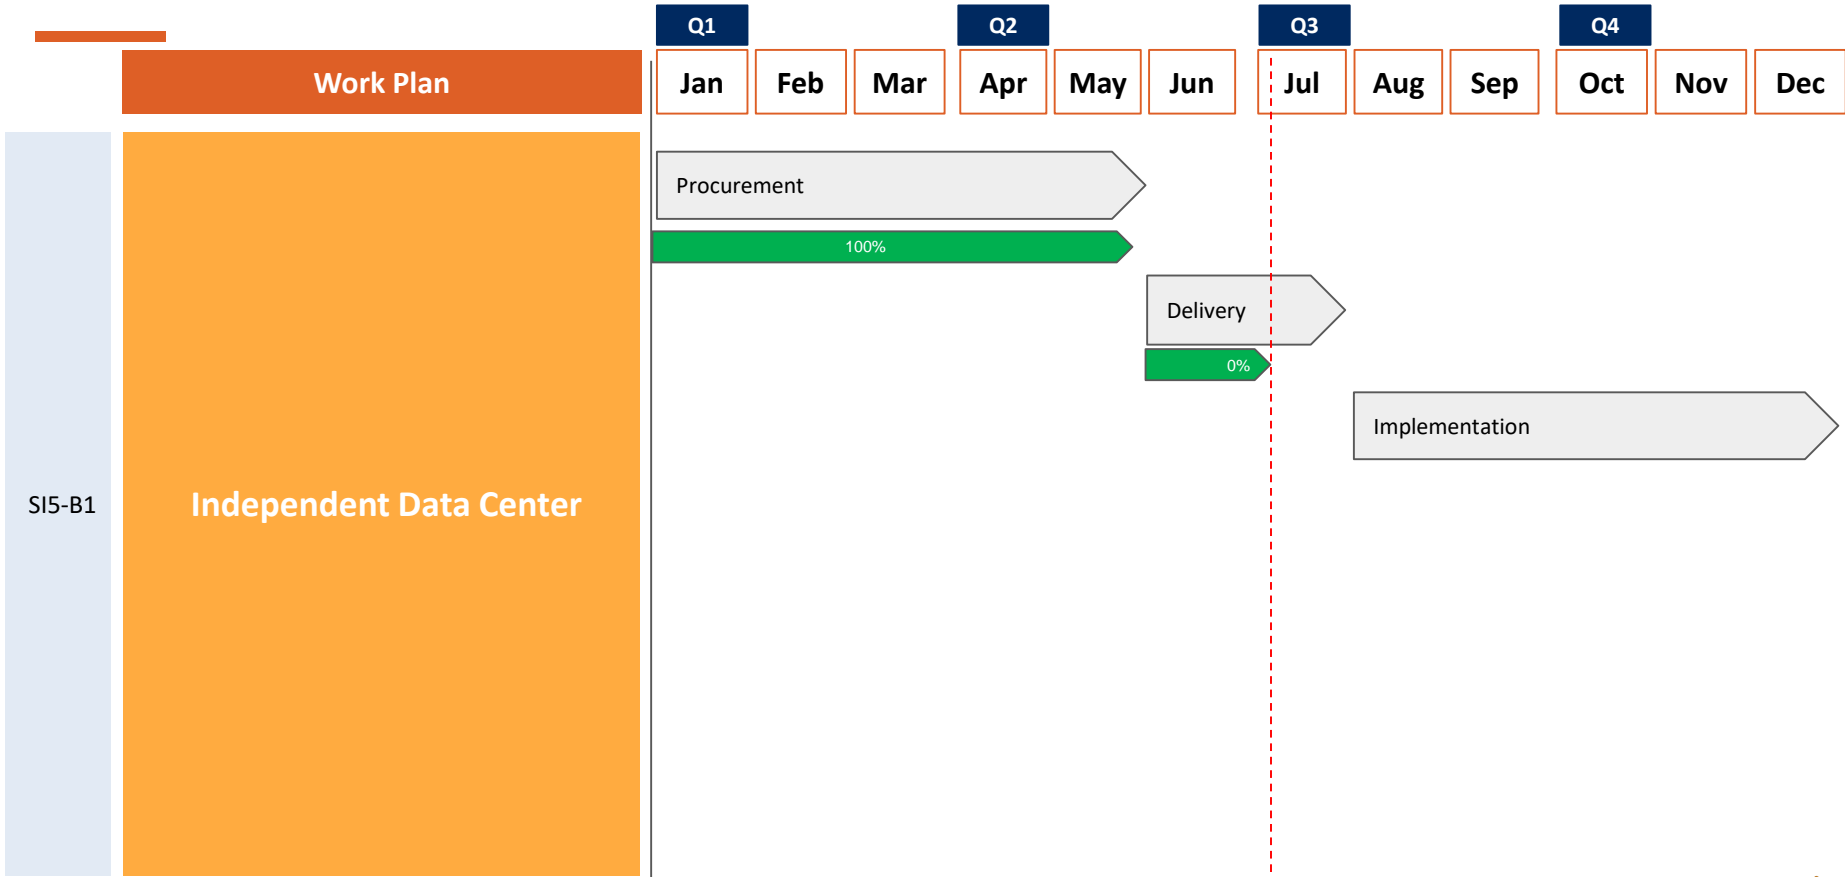 Q1 Q2 Q3 Q4
Work Plan Jan Feb Mar Apr May Jun Jul Aug Sep Oct Nov Dec
Procurement
100%
Delivery
0%
Implementation
SI5-B1 Independent Data Center